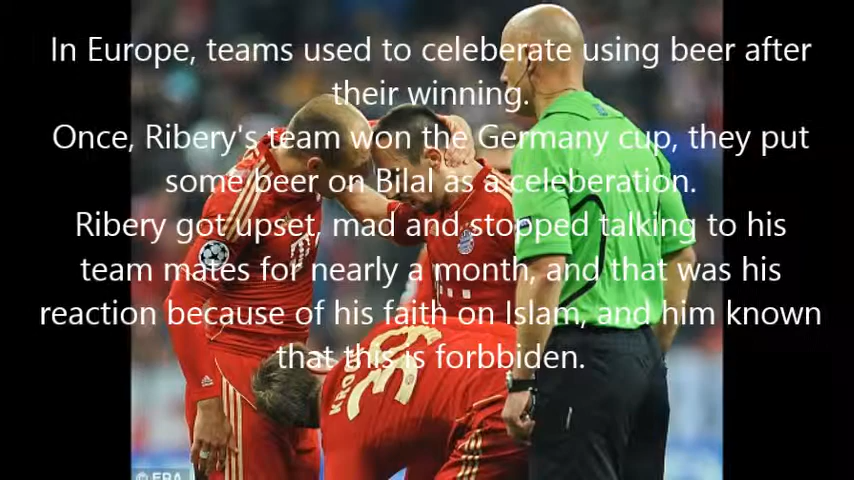 In Europe, teams used to celeberate using beer after
their winning.
Once, Ribery's team won the Germany cup, they put
some beer on Bilal as a celeberation.
Ribery got upset, mad and stopped talking to his
team mates for nearly a month, and that was his
reaction because of his faith on Islam, and him known
that this is forbbiden.
KROOS
39
© EPA